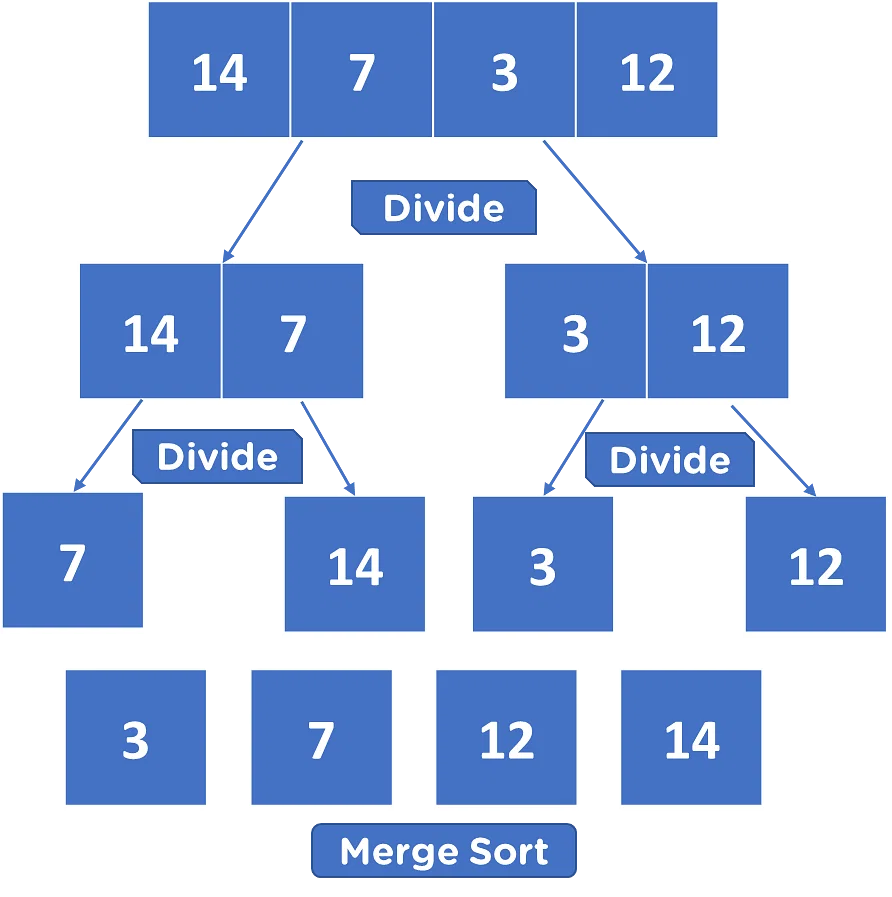 14 7 3 12
Divide
14 7 3 12
Divide Divide
7 14 3 12
3 7 12 14
Merge Sort